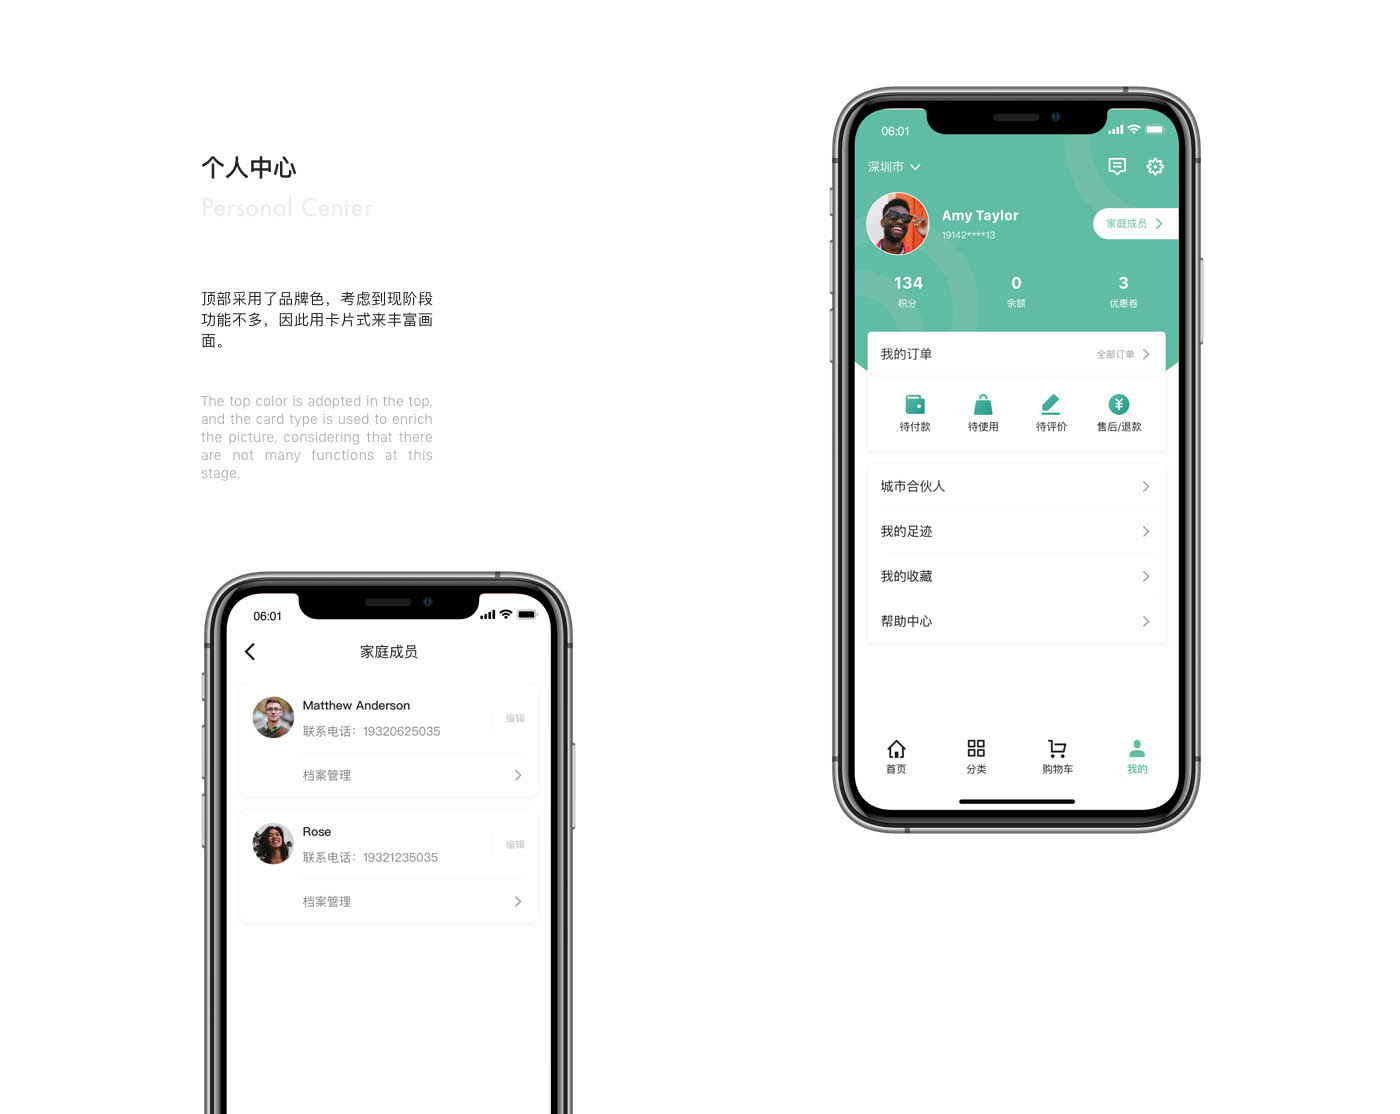 个人中心
Personal Center
顶部采用了品牌色，考虑到现阶段
功能不多，因此用卡片式来丰富画
面。
The top color is adopted in the top,
and the card type is used to enrich
the picture, considering that there
are not many functions at this
stage.
06:01
家庭成员
Matthew Anderson
联系电话：19320625035
编辑
档案管理
Rose
联系电话：19321235035
编辑
档案管理
06:01
深圳市
Amy Taylor
19142****13
家庭成员
134 0 3
积分 余额 优惠卷
我的订单 全部订单
待付款 待使用 待评价 售后/退款
城市合伙人
我的足迹
我的收藏
帮助中心
首页 分类 购物车 我的